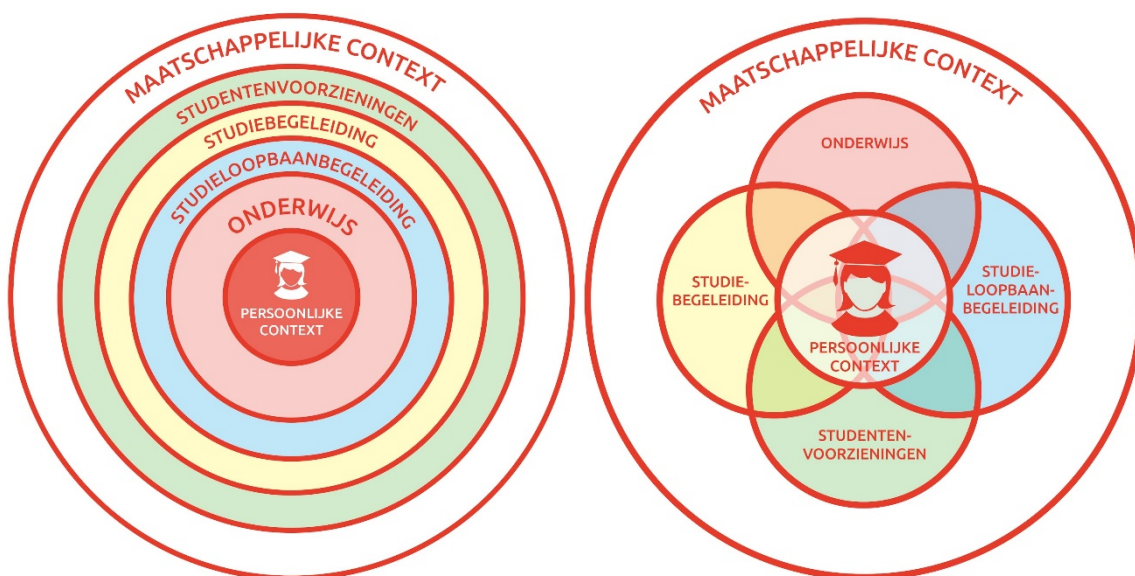 MAATSCHAPPELIJKE CONTEXT
STUDENTENVOORZIENINGEN
STUDIEBEGELEIDING
STUDIELOOPBAANBEGELEIDING
ONDERWIJS
PERSOONLIJKE
CONTEXT
MAATSCHAPPELIJKE CONTEXT
ONDERWIJS
STUDIE-
BEGELEIDING
STUDIE-
LOOPBAAN-
BEGELEIDING
PERSOONLIJKE
CONTEXT
STUDENTEN-
VOORZIENINGEN